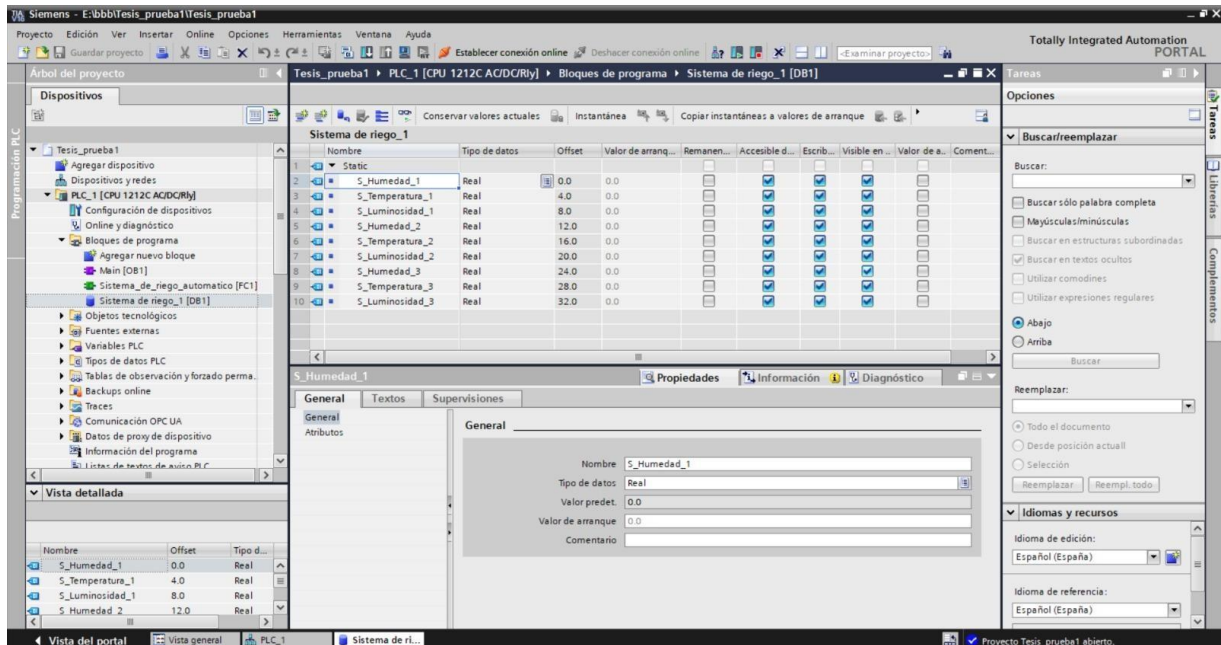 Siemens - E:\bbb\Tesis_prueba1\Tesis_prueba1
Proyecto Edición Ver Insertar Online Opciones Herramientas Ventana Ayuda
Guardar proyecto Establecer conexión online Deshacer conexión online <Examinar proyecto>
Totally Integrated Automation
PORTAL
Árbol del proyecto
Dispositivos
Programación PLC
Tesis_prueba1
Agregar dispositivo
Dispositivos y redes
PLC_1 [CPU 1212C AC/DC/Rly]
Configuración de dispositivos
Online y diagnóstico
Bloques de programa
Agregar nuevo bloque
Main [OB1]
Sistema_de_riego_automatico [FC1]
Sistema de riego_1 [DB1]
Objetos tecnológicos
Fuentes externas
Variables PLC
Tipos de datos PLC
Tablas de observación y forzado perma..
Backups online
Traces
Comunicación OPC UA
Datos de proxy de dispositivo
Información del programa
Listas de textos de aviso PLC
Vista detallada
Nombre Offset Tipo d...
S_Humedad_1 0.0 Real
S_Temperatura_1 4.0 Real
S_Luminosidad_1 8.0 Real
S_Humedad_2 12.0 Real
Tesis_prueba1 PLC_1 [CPU 1212C AC/DC/Rly] Bloques de programa Sistema de riego_1 [DB1]
Conservar valores actuales Instantánea Copiar instantáneas a valores de arranque
Sistema de riego_1
Nombre Tipo de datos Offset Valor de arranq... Remanen... Accesible d... Escrib... Visible en .. Valor de a.. Coment...
1 Static
2 S_Humedad_1 Real 0.0 0.0
3 S_Temperatura_1 Real 4.0 0.0
4 S_Luminosidad_1 Real 8.0 0.0
5 S_Humedad_2 Real 12.0 0.0
6 S_Temperatura_2 Real 16.0 0.0
7 S_Luminosidad_2 Real 20.0 0.0
8 S_Humedad_3 Real 24.0 0.0
9 S_Temperatura_3 Real 28.0 0.0
10 S_Luminosidad_3 Real 32.0 0.0
S_Humedad_1
Propiedades Información Diagnóstico
General Textos Supervisiones
General
Atributos
General
Nombre S_Humedad_1
Tipo de datos Real
Valor predet. 0.0
Valor de arranque 0.0
Comentario
Tareas
Opciones
Buscar/reemplazar
Buscar:
Buscar sólo palabra completa
Mayúsculas/minúsculas
Buscar en estructuras subordinadas
Buscar en textos ocultos
Utilizar comodines
Utilizar expresiones regulares
Abajo
Arriba
Buscar
Reemplazar:
Todo el documento
Desde posición actuall
Selección
Reemplazar Reempl. todo
Idiomas y recursos
Idioma de edición:
Español (España)
Idioma de referencia:
Español (España)
Tareas
Librerías
Complementos
Vista del portal Vista general PLC_1 Sistema de ri...
Proyecto Tesis_prueba1 abierto.